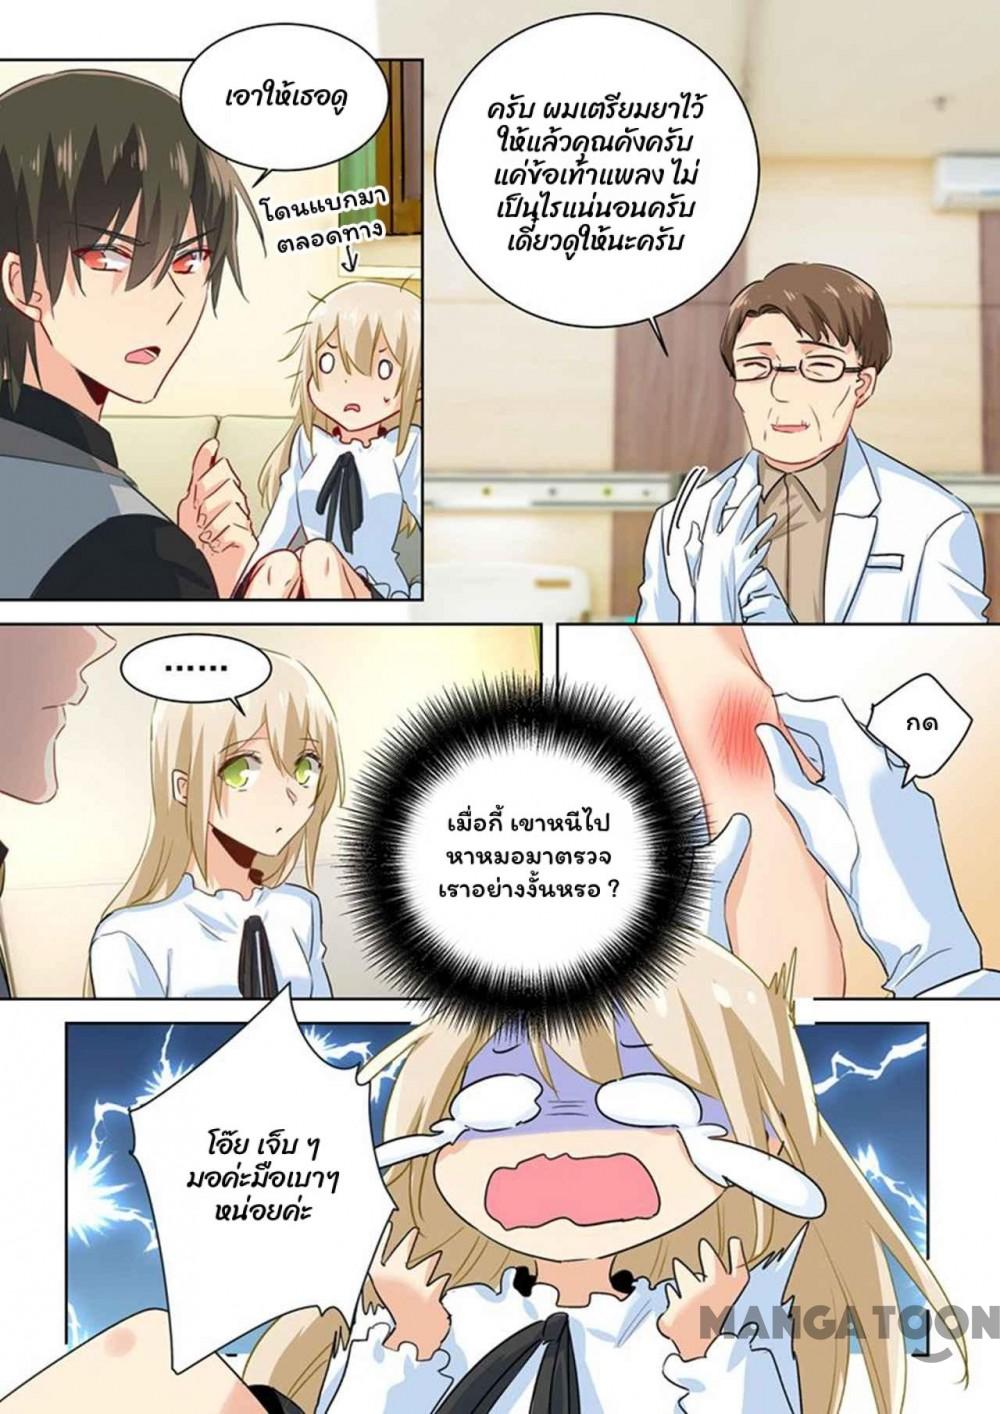 เอาให้เธอดู
โดนแบกมา
ตลอดทาง
ครับ ผมเตรียมยาไว้
ให้แล้วคุณคังครับ
แค่ข้อเท้าแพลง ไม่
เป็นไรแน่นอนครับ
เดี๋ยวดูให้นะครับ
......
กด
เมื่อกี้ เขาหนีไป
หาหมอมาตรวจ
เราอย่างงั้นหรอ ?
โอ๊ย เจ็บ ๆ
มอค่ะมือเบาๆ
หน่อยค่ะ
MANGATOON